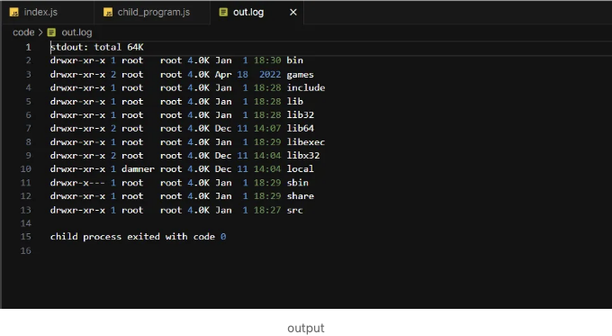 index.js child_program.js out.log
code > out.log
1 stdout: total 64K
2 drwxr-xr-x 1 root root 4.0K Jan 1 18:30 bin
3 drwxr-xr-x 2 root root 4.0K Apr 18 2022 games
4 drwxr-xr-x 1 root root 4.0K Jan 1 18:28 include
5 drwxr-xr-x 1 root root 4.0K Jan 1 18:28 lib
6 drwxr-xr-x 1 root root 4.0K Jan 1 18:28 lib32
7 drwxr-xr-x 2 root root 4.0K Dec 11 14:07 lib64
8 drwxr-xr-x 1 root root 4.0K Jan 1 18:29 libexec
9 drwxr-xr-x 2 root root 4.0K Dec 11 14:04 libx32
10 drwxr-xr-x 1 damner root 4.0K Dec 11 14:04 local
11 drwxr-x--- 1 root root 4.0K Jan 1 18:29 sbin
12 drwxr-xr-x 1 root root 4.0K Jan 1 18:29 share
13 drwxr-xr-x 1 root root 4.0K Jan 1 18:27 src
14
15 child process exited with code 0
16
output